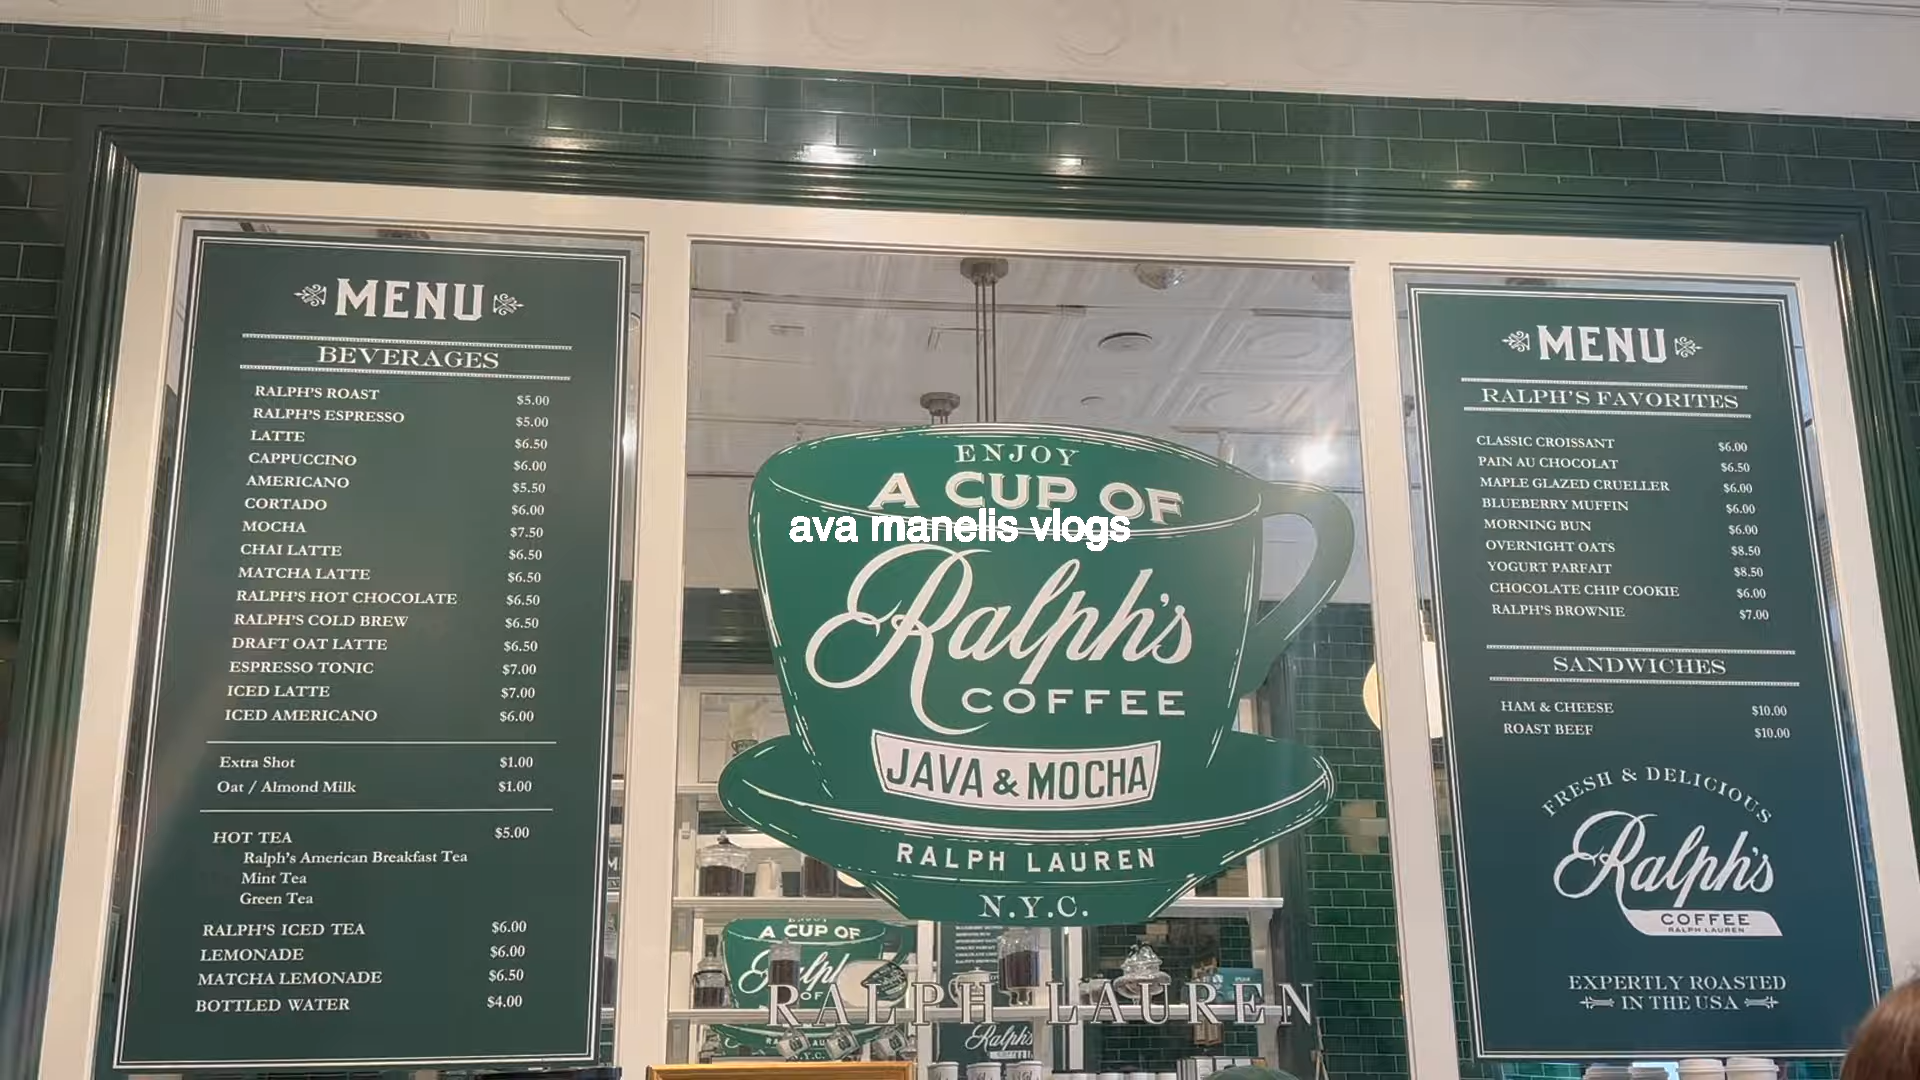 MENU
BEVERAGES
RALPH'S ROAST $5.00
RALPH'S ESPRESSO $5.00
LATTE $6.50
CAPPUCCINO $6.00
AMERICANO $5.50
CORTADO $6.00
MOCHA $7.50
CHAI LATTE $6.50
MATCHA LATTE $6.50
RALPH'S HOT CHOCOLATE $6.50
RALPH'S COLD BREW $6.50
DRAFT OAT LATTE $6.50
ESPRESSO TONIC $7.00
ICED LATTE $7.00
ICED AMERICANO $6.00
Extra Shot $1.00
Oat / Almond Milk $1.00
HOT TEA $5.00
Ralph's American Breakfast Tea
Mint Tea
Green Tea
RALPH'S ICED TEA $6.00
LEMONADE $6.00
MATCHA LEMONADE $6.50
BOTTLED WATER $4.00
ENJOY
A CUP OF
ava manelis vlogs
Ralph's
COFFEE
JAVA & MOCHA
RALPH LAUREN
N.Y.C.
A CUP OF
RALPH LAUREN
Ralph's
MENU
RALPH'S FAVORITES
CLASSIC CROISSANT $6.00
PAIN AU CHOCOLAT $6.50
MAPLE GLAZED CRUELLER $6.00
BLUEBERRY MUFFIN $6.00
MORNING BUN $6.00
OVERNIGHT OATS $8.50
YOGURT PARFAIT $8.50
CHOCOLATE CHIP COOKIE $6.00
RALPH'S BROWNIE $7.00
SANDWICHES
HAM & CHEESE $10.00
ROAST BEEF $10.00
FRESH & DELICIOUS
Ralph's
COFFEE
RALPH LAUREN
EXPERTLY ROASTED
IN THE USA